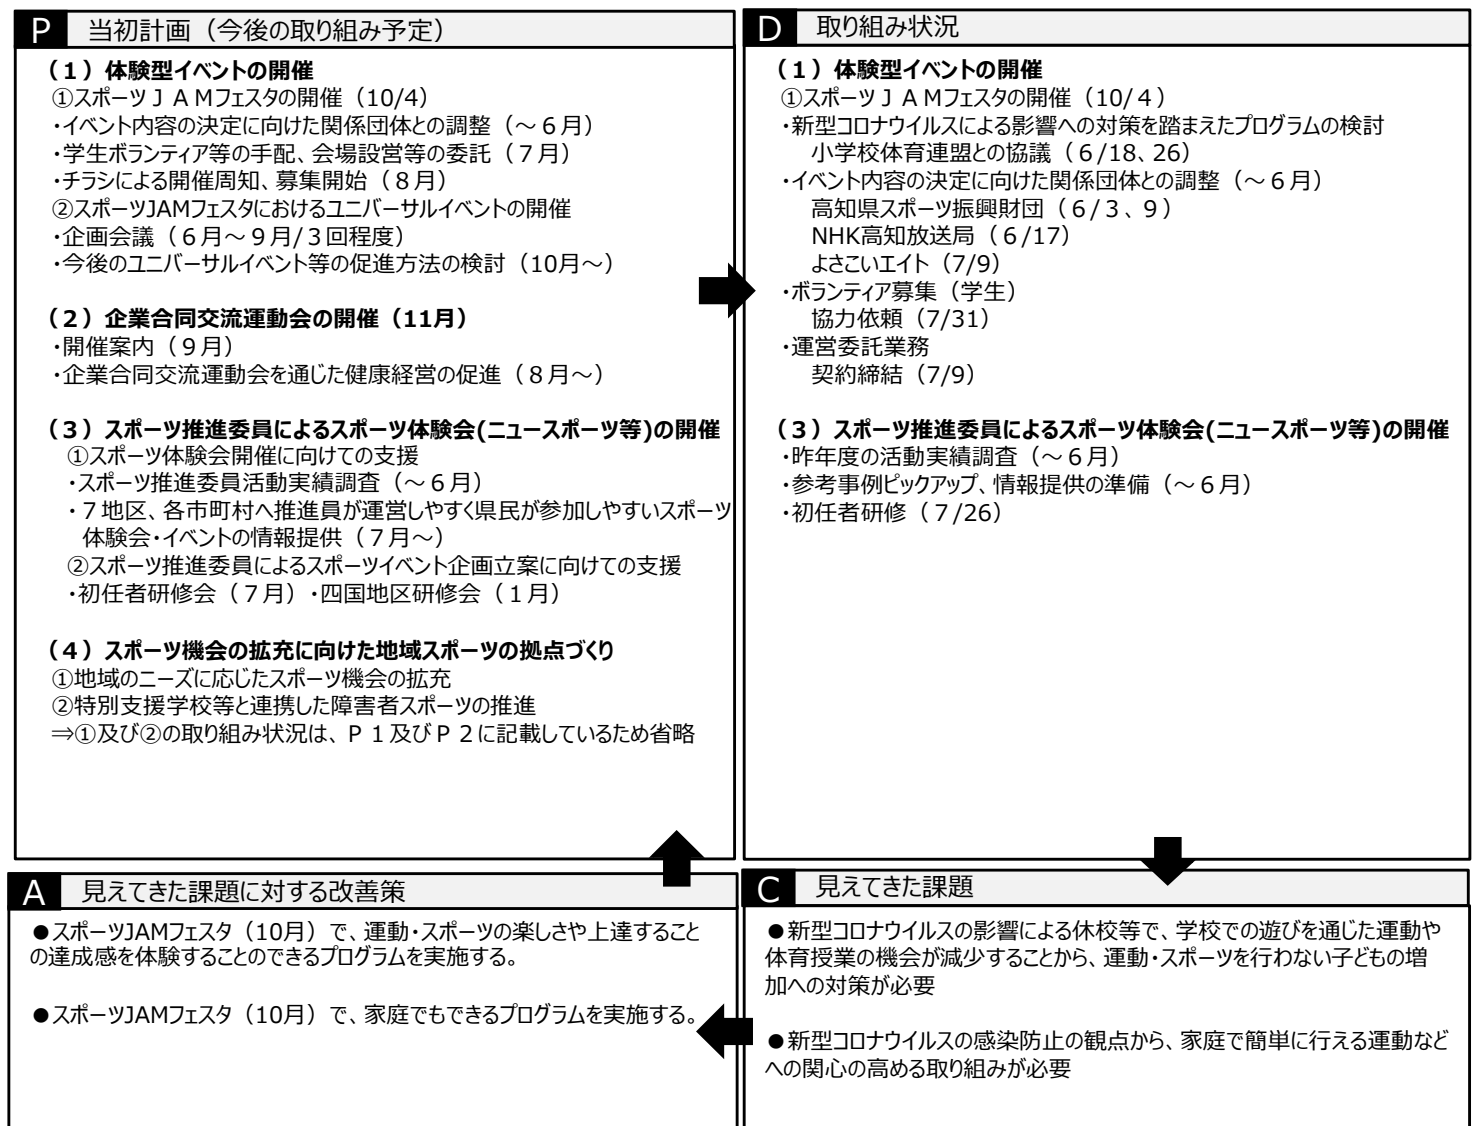 P 当初計画（今後の取り組み予定）
（１）体験型イベントの開催
①スポーツＪＡＭフェスタの開催（10/4）
・イベント内容の決定に向けた関係団体との調整（～６月）
・学生ボランティア等の手配、会場設営等の委託（７月）
・チラシによる開催周知、募集開始（８月）
②スポーツJAMフェスタにおけるユニバーサルイベントの開催
・企画会議（６月～９月/３回程度）
・今後のユニバーサルイベント等の促進方法の検討（10月～）
（２）企業合同交流運動会の開催（11月）
・開催案内（９月）
・企業合同交流運動会を通じた健康経営の促進（８月～）
（３）スポーツ推進委員によるスポーツ体験会(ニュースポーツ等)の開催
①スポーツ体験会開催に向けての支援
・スポーツ推進委員活動実績調査（～６月）
・７地区、各市町村へ推進員が運営しやすく県民が参加しやすいスポーツ
体験会・イベントの情報提供（７月～）
②スポーツ推進委員によるスポーツイベント企画立案に向けての支援
・初任者研修会（７月）・四国地区研修会（１月）
（４）スポーツ機会の拡充に向けた地域スポーツの拠点づくり
①地域のニーズに応じたスポーツ機会の拡充
②特別支援学校等と連携した障害者スポーツの推進
⇒①及び②の取り組み状況は、Ｐ１及びＰ２に記載しているため省略
D 取り組み状況
（１）体験型イベントの開催
①スポーツＪＡＭフェスタの開催（10/４）
・新型コロナウイルスによる影響への対策を踏まえたプログラムの検討
小学校体育連盟との協議（６/18、26）
・イベント内容の決定に向けた関係団体との調整（～６月）
高知県スポーツ振興財団（６/３、９）
NHK高知放送局（６/17）
よさこいエイト（7/9）
・ボランティア募集（学生）
協力依頼（7/31）
・運営委託業務
契約締結（7/9）
（３）スポーツ推進委員によるスポーツ体験会(ニュースポーツ等)の開催
・昨年度の活動実績調査（～６月）
・参考事例ピックアップ、情報提供の準備（～６月）
・初任者研修（７/26）
A 見えてきた課題に対する改善策
●スポーツJAMフェスタ（10月）で、運動・スポーツの楽しさや上達すること
の達成感を体験することのできるプログラムを実施する。
●スポーツJAMフェスタ（10月）で、家庭でもできるプログラムを実施する。
C 見えてきた課題
●新型コロナウイルスの影響による休校等で、学校での遊びを通じた運動や
体育授業の機会が減少することから、運動・スポーツを行わない子どもの増
加への対策が必要
●新型コロナウイルスの感染防止の観点から、家庭で簡単に行える運動など
への関心の高める取り組みが必要